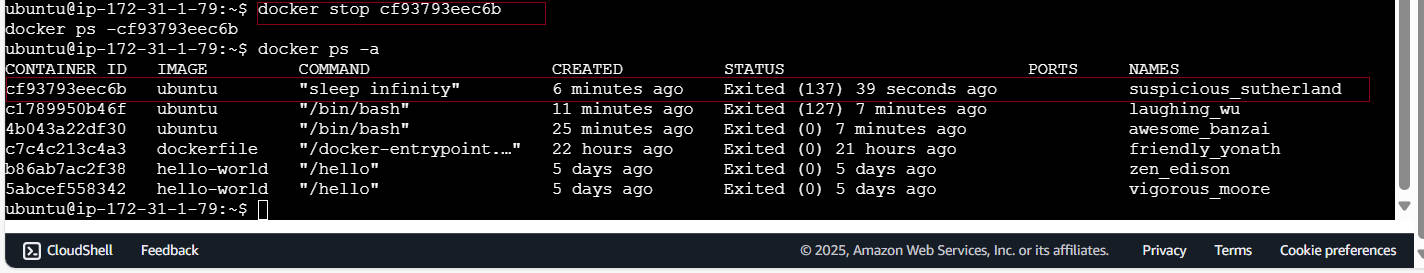 ubuntu@ip-172-31-1-79:~$ docker stop cf93793eec6b
docker ps -cf93793eec6b
ubuntu@ip-172-31-1-79:~$ docker ps -a
CONTAINER ID   IMAGE         COMMAND                  CREATED          STATUS                        PORTS     NAMES
cf93793eec6b   ubuntu        "sleep infinity"         6 minutes ago    Exited (137) 39 seconds ago             suspicious_sutherland
c1789950b46f   ubuntu        "/bin/bash"              11 minutes ago   Exited (127) 7 minutes ago              laughing_wu
4b043a22df30   ubuntu        "/bin/bash"              25 minutes ago   Exited (0) 7 minutes ago                awesome_banzai
c7c4c213c4a3   dockerfile    "/docker-entrypoint.…"   22 hours ago     Exited (0) 21 hours ago                 friendly_yonath
b86ab7ac2f38   hello-world   "/hello"                 5 days ago       Exited (0) 5 days ago                   zen_edison
5abcef558342   hello-world   "/hello"                 5 days ago       Exited (0) 5 days ago                   vigorous_moore
ubuntu@ip-172-31-1-79:~$
CloudShell Feedback © 2025, Amazon Web Services, Inc. or its affiliates. Privacy Terms Cookie preferences